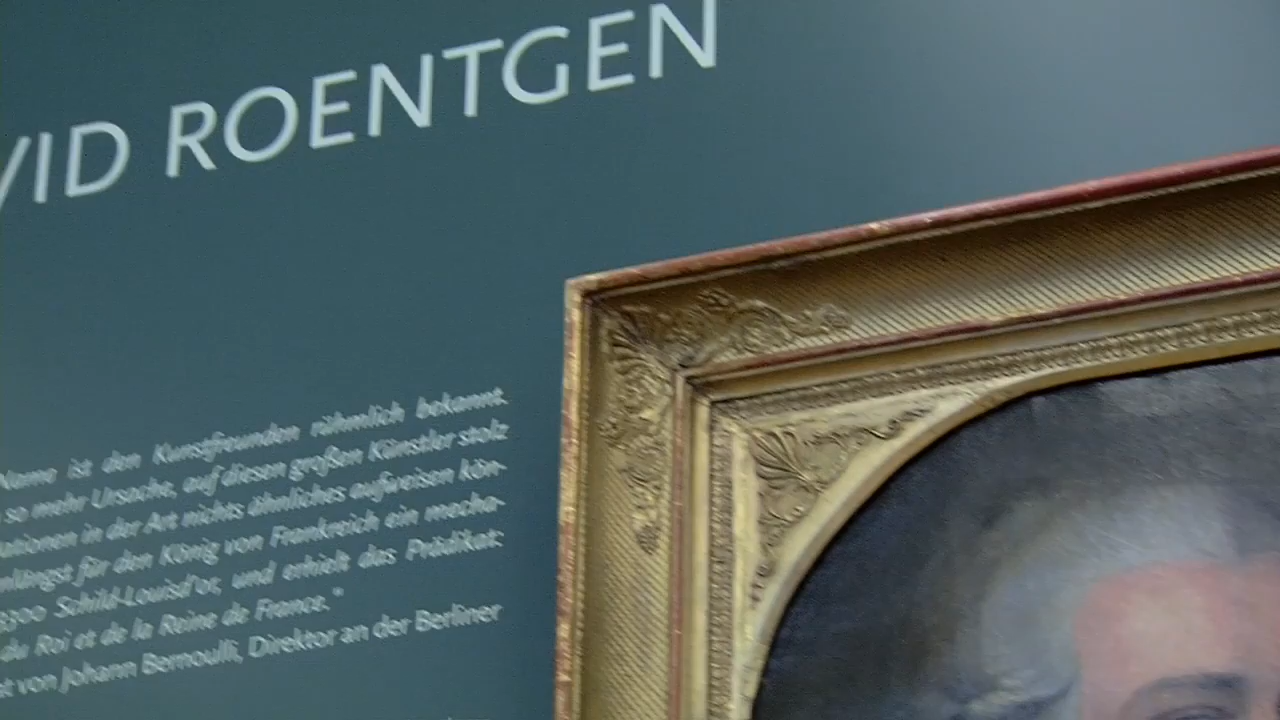 VID ROENTGEN
Name ist den Kunstfreunden rühmlich bekannt.
so mehr Ursache, auf diesen großen Künstler stolz
nationen in der Art nichts ähnliches aufweisen kön-
unlängst für den König von Frankreich ein mecha-
3300 Schild-Louisd'or, und erhielt das Prädikat:
du Roi et de la Reine de France."
von Johann Bernoulli, Direktor an der Berliner